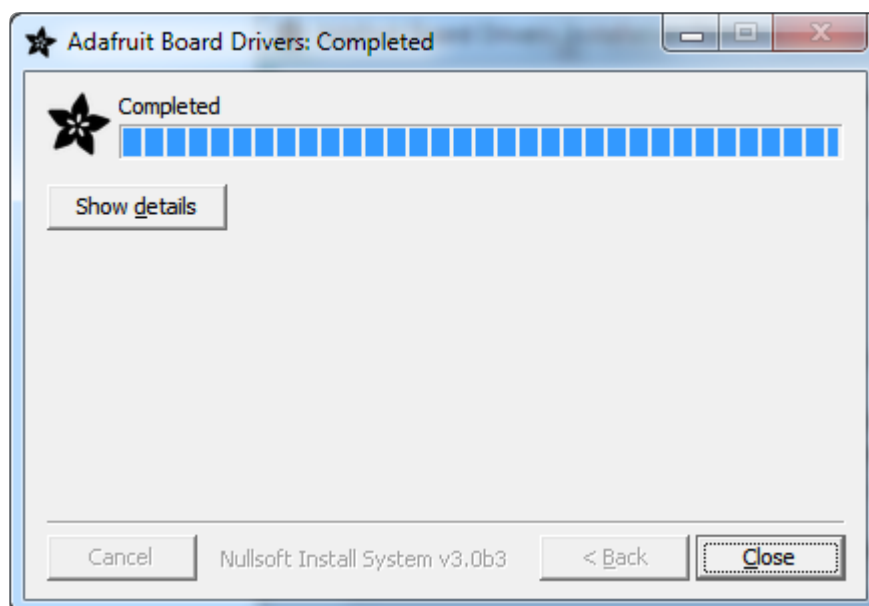 Adafruit Board Drivers: Completed
Completed
Show details
Cancel
Nullsoft Install System v3.0b3
< Back
Close